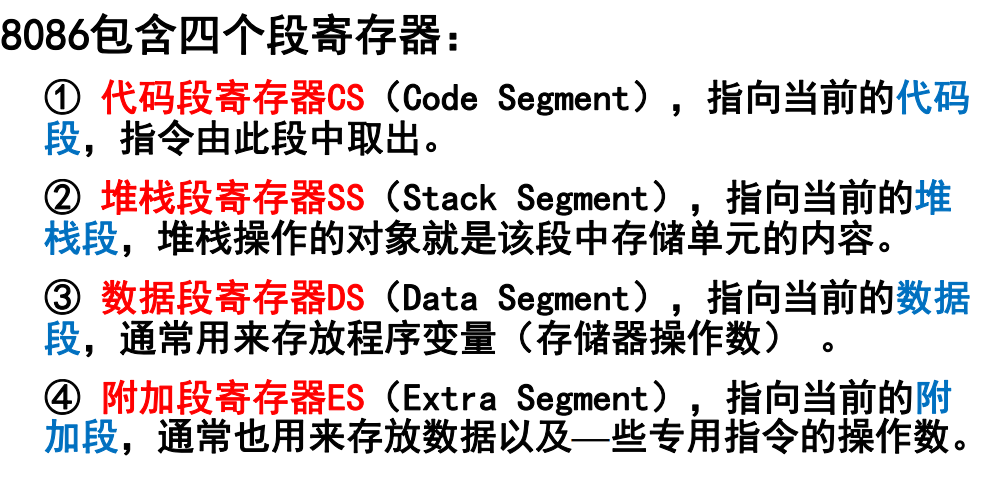 8086包含四个段寄存器：
① 代码段寄存器CS（Code Segment），指向当前的代码
段，指令由此段中取出。
② 堆栈段寄存器SS（Stack Segment），指向当前的堆
栈段，堆栈操作的对象就是该段中存储单元的内容。
③ 数据段寄存器DS（Data Segment），指向当前的数据
段，通常用来存放程序变量（存储器操作数） 。
④ 附加段寄存器ES（Extra Segment），指向当前的附
加段，通常也用来存放数据以及—些专用指令的操作数。